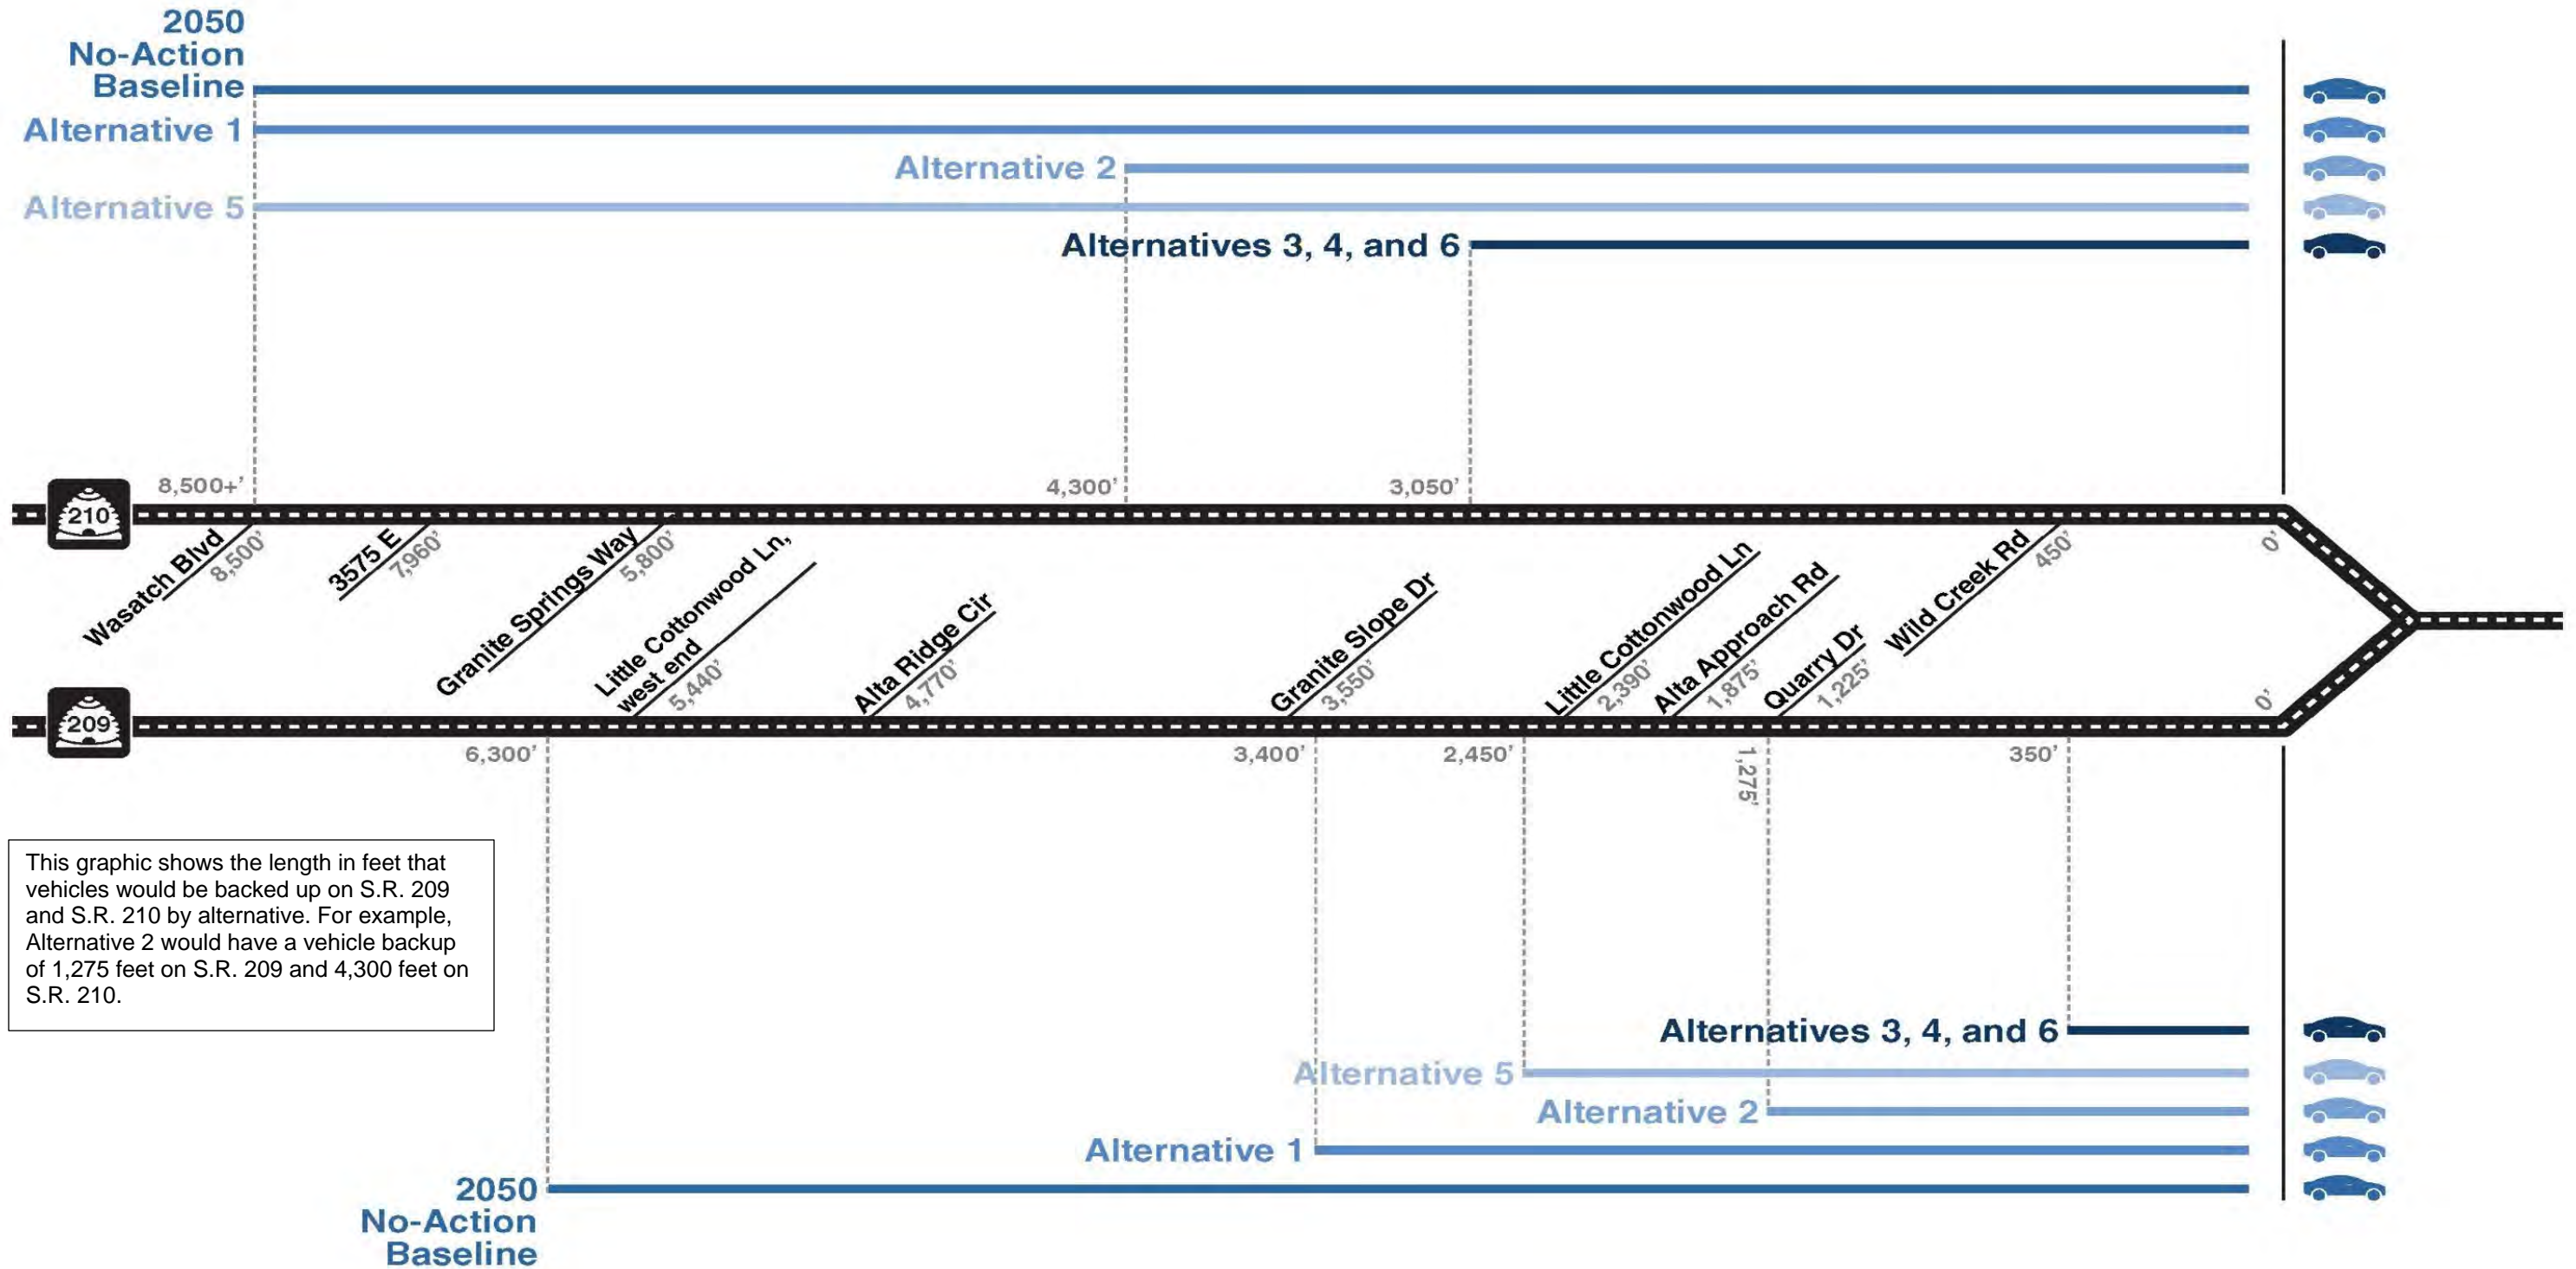 2050
No-Action
Baseline
Alternative 1
Alternative 2
Alternative 5
Alternatives 3, 4, and 6
8,500+’
4,300’
3,050’
210
Wasatch Blvd
8,500’
3575 E
7,960’
Granite Springs Way
5,800’
Little Cottonwood Ln,
west end
5,440’
Alta Ridge Cir
4,770’
Granite Slope Dr
3,550’
Little Cottonwood Ln
2,390’
Alta Approach Rd
1,875’
Quarry Dr
1,225’
Wild Creek Rd
450’
0’
0’
209
6,300’
3,400’
2,450’
1,275’
350’
This graphic shows the length in feet that
vehicles would be backed up on S.R. 209
and S.R. 210 by alternative. For example,
Alternative 2 would have a vehicle backup
of 1,275 feet on S.R. 209 and 4,300 feet on
S.R. 210.
Alternatives 3, 4, and 6
Alternative 5
Alternative 2
Alternative 1
2050
No-Action
Baseline